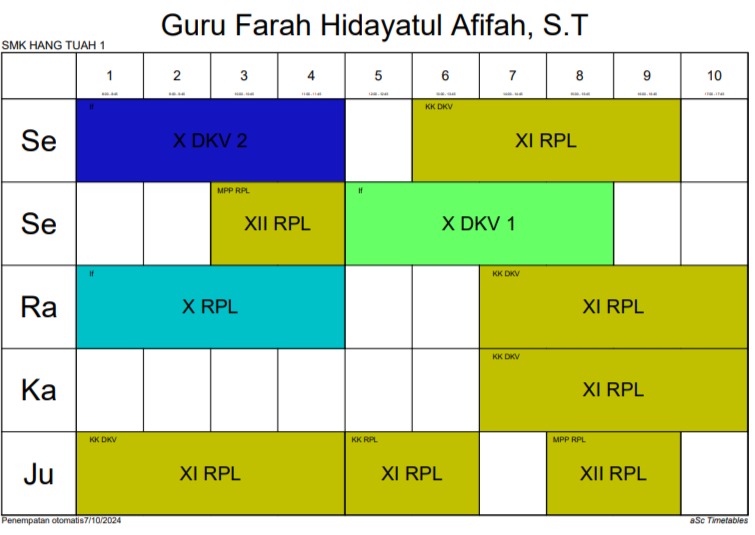 Guru Farah Hidayatul Afifah, S.T
SMK HANG TUAH 1
1 2 3 4 5 6 7 8 9 10
Se
lf
X DKV 2
KK DKV
XI RPL
Se
MPP RPL
XII RPL
lf
X DKV 1
Ra
lf
X RPL
KK DKV
XI RPL
Ka
KK DKV
XI RPL
Ju
KK DKV
XI RPL
KK RPL
XI RPL
MPP RPL
XII RPL
Penempatan otomatis7/10/2024
aSc Timetables